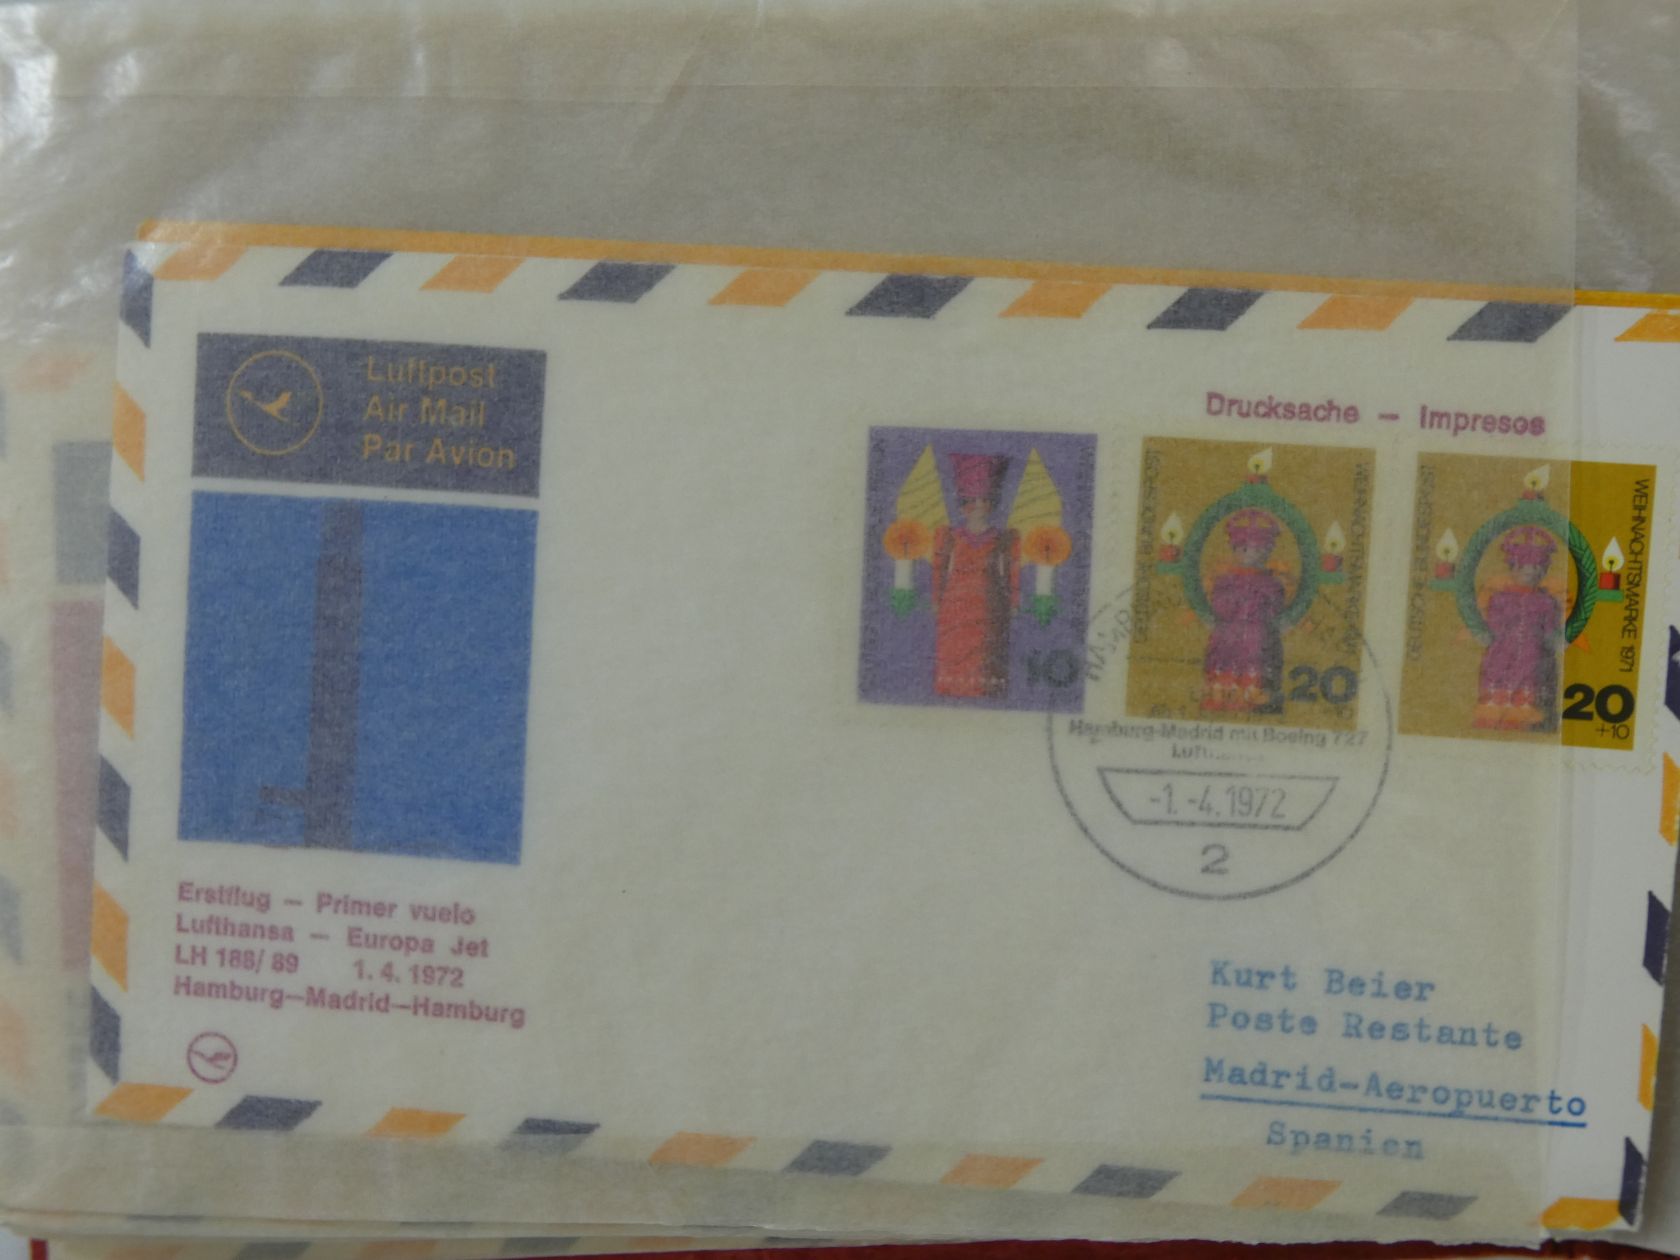 Luftpost
Air Mail
Par Avion
Drucksache — Impresos
10
20
DEUTSCHE BUNDESPOST
WEIHNACHTSMARKE 1971
20
+10
Hamburg-Madrid mit Boeing 727
-1.-4.1972
2
Erstflug — Primer vuelo
Lufthansa — Europa Jet
LH 188/89 1.4.1972
Hamburg—Madrid—Hamburg
Kurt Beier
Poste Restante
Madrid-Aeropuerto
Spanien